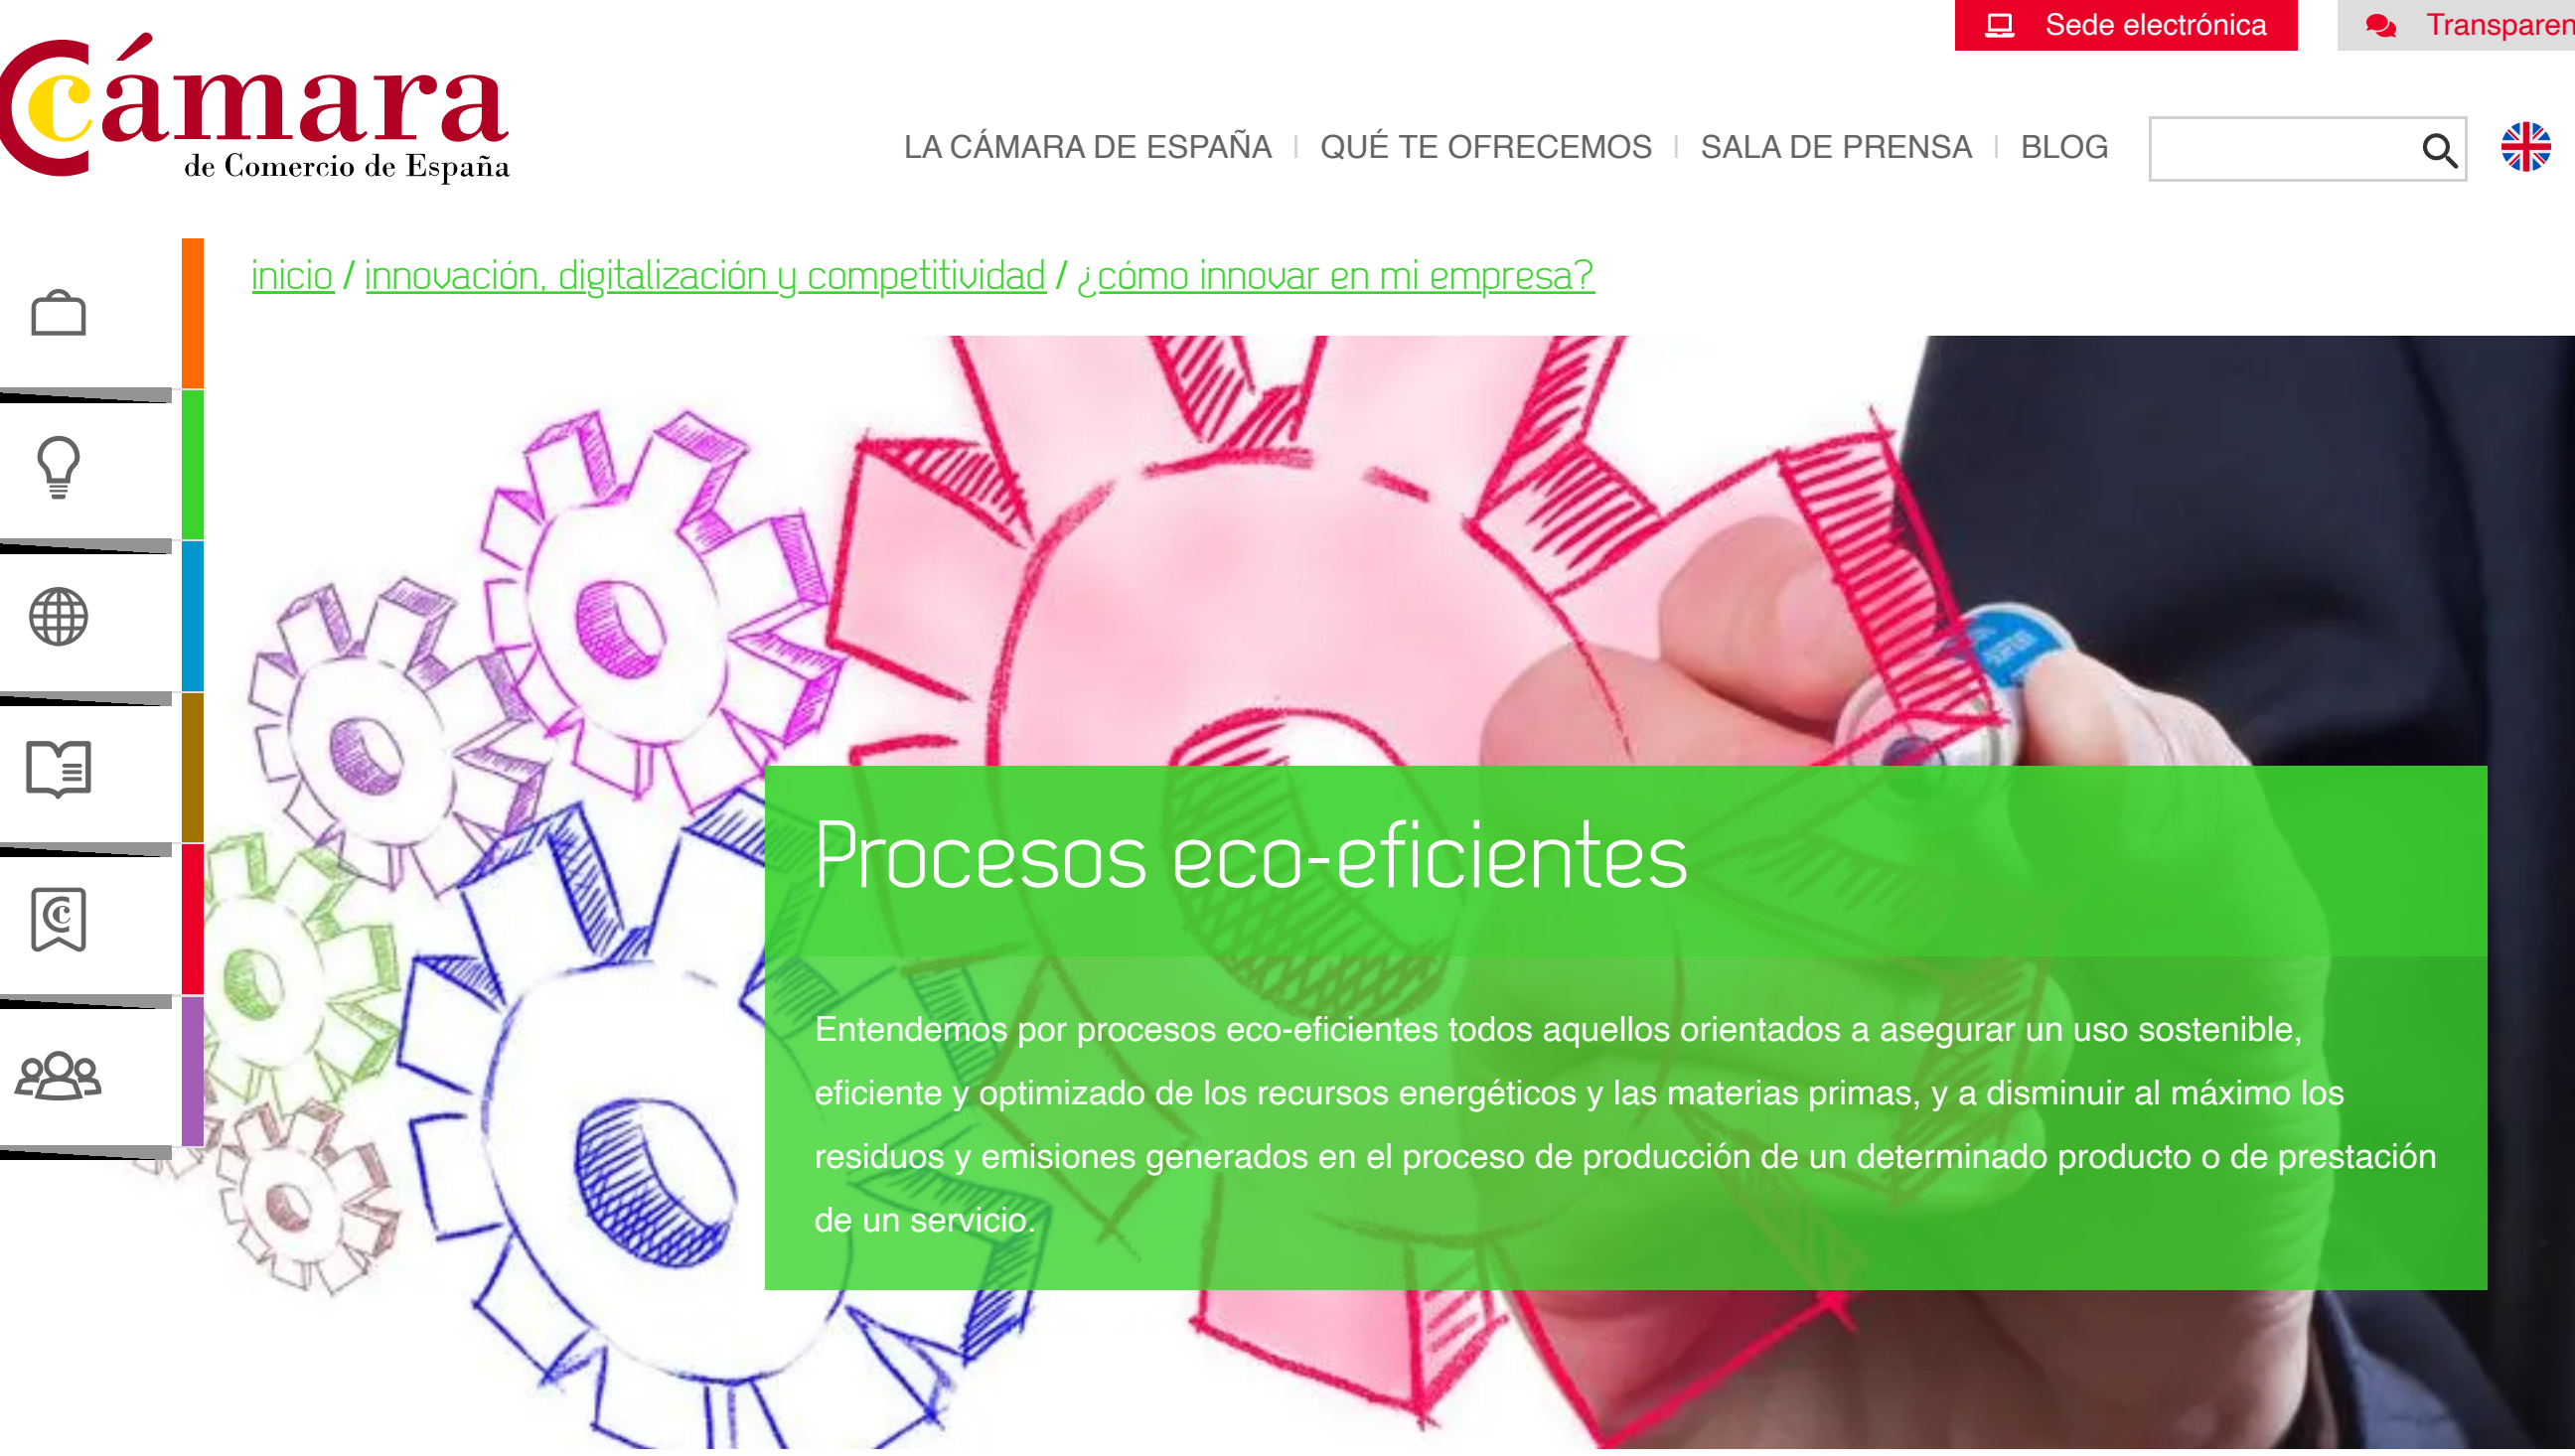 Sede electrónica
Cámara
de Comercio de España
LA CÁMARA DE ESPAÑA | QUÉ TE OFRECEMOS | SALA DE PRENSA | BLOG
inicio / innovación, digitalización y competitividad / ¿cómo innovar en mi empresa?
Procesos eco-eficientes
Entendemos por procesos eco-eficientes todos aquellos orientados a asegurar un uso sostenible,
eficiente y optimizado de los recursos energéticos y las materias primas, y a disminuir al máximo los
residuos y emisiones generados en el proceso de producción de un determinado producto o de prestación
de un servicio.